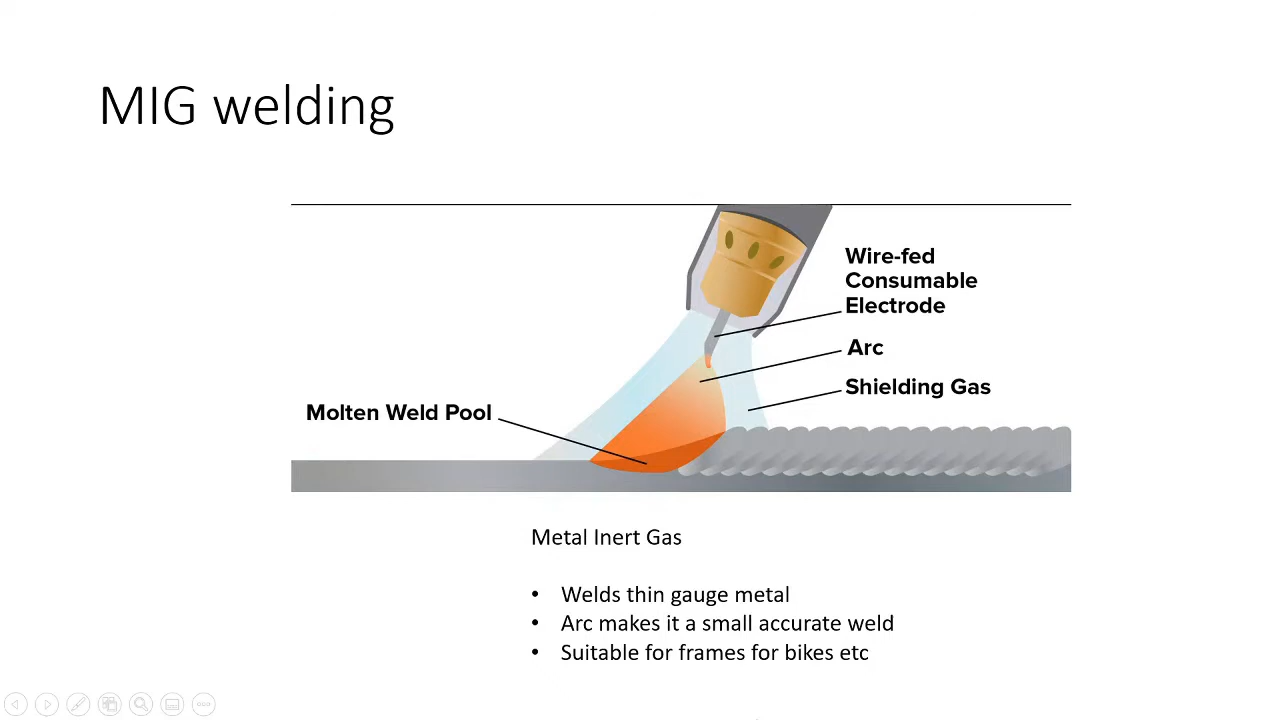 MIG welding
Wire-fed
Consumable
Electrode
Arc
Shielding Gas
Molten Weld Pool
Metal Inert Gas
• Welds thin gauge metal
• Arc makes it a small accurate weld
• Suitable for frames for bikes etc